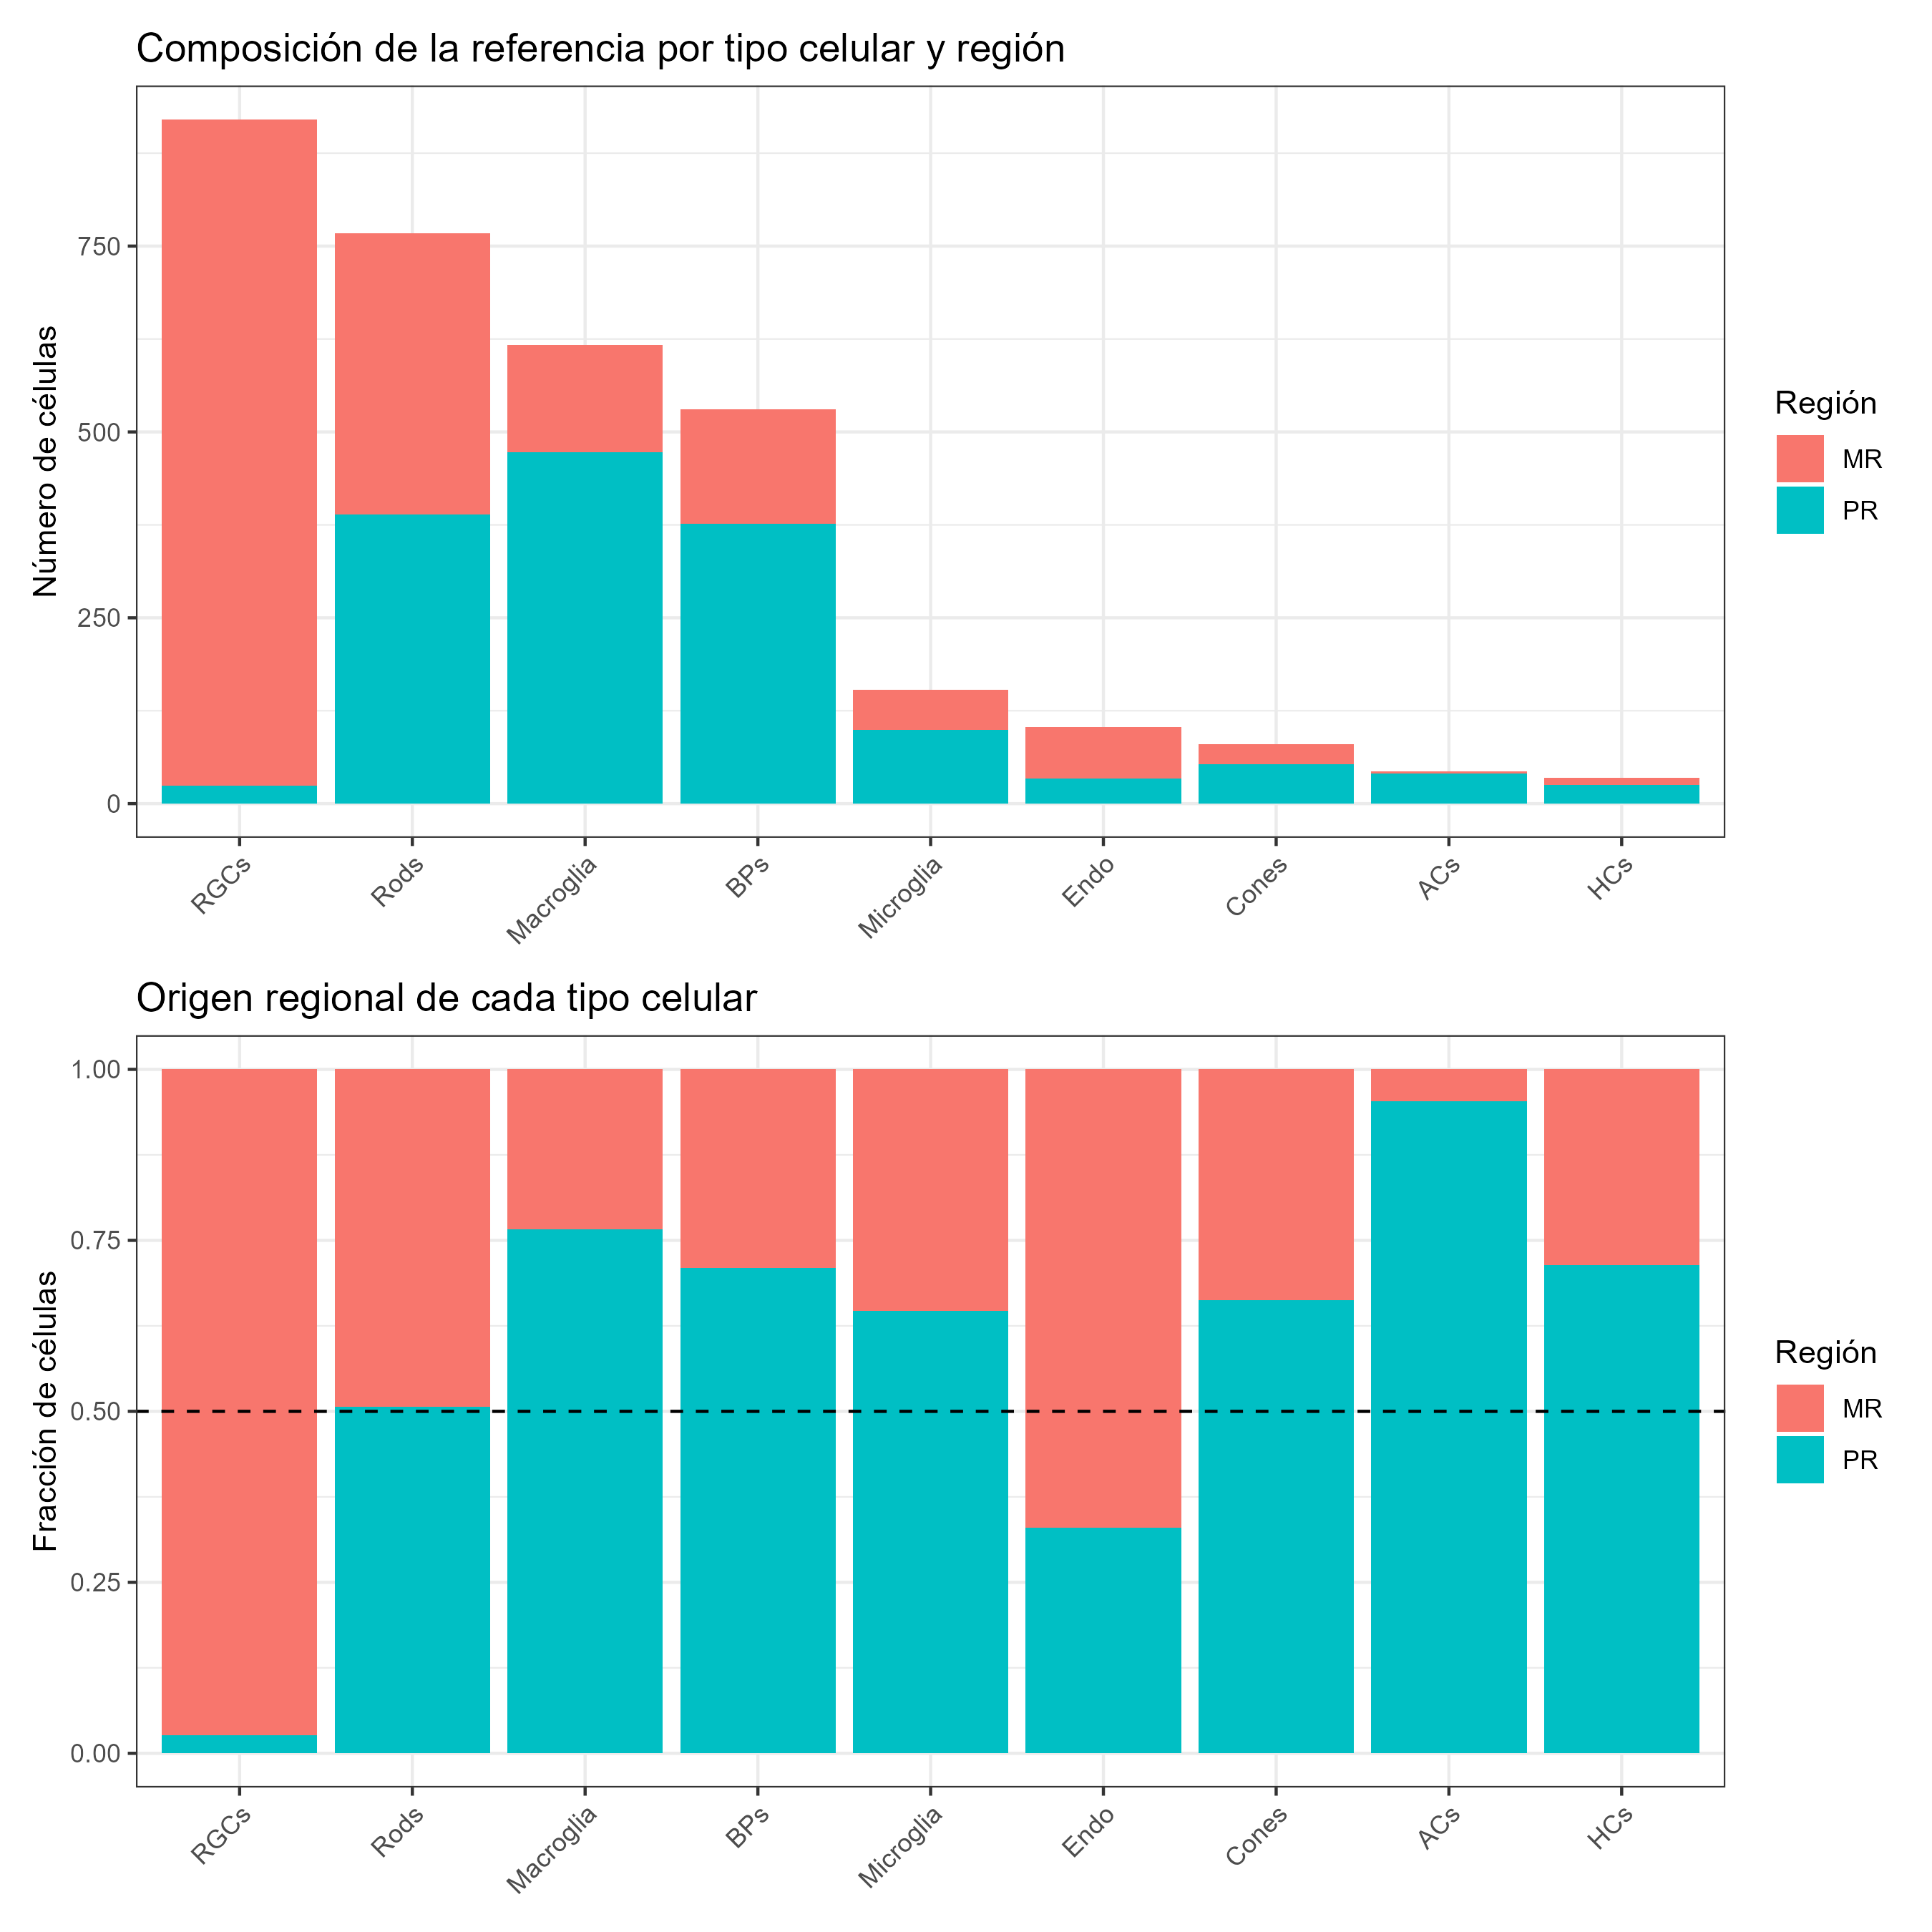 Composición de la referencia por tipo celular y región
Número de células
750
500
250
0
RGCs
Rods
Macroglia
BPs
Microglia
Endo
Cones
ACs
HCs
Región
MR
PR
Origen regional de cada tipo celular
Fracción de células
1.00
0.75
0.50
0.25
0.00
RGCs
Rods
Macroglia
BPs
Microglia
Endo
Cones
ACs
HCs
Región
MR
PR